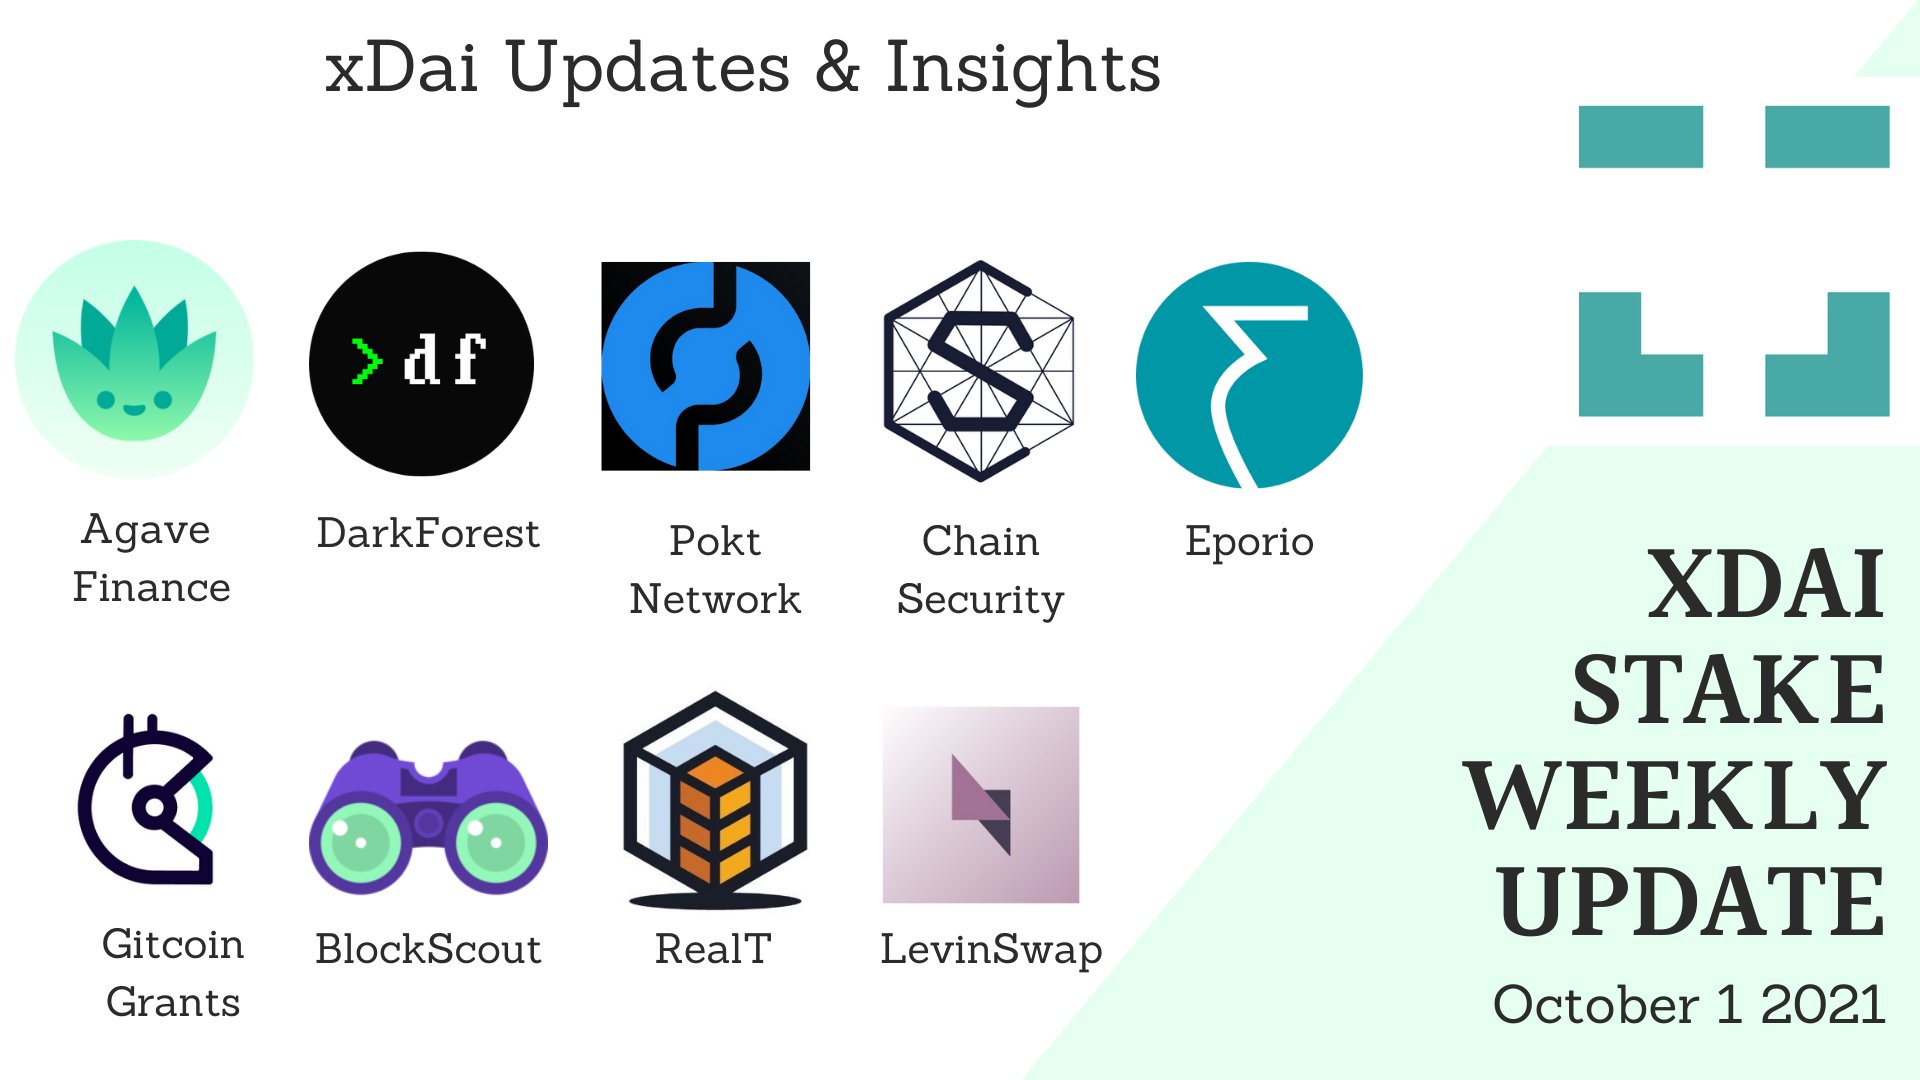 xDai Updates & Insights
> df
Agave
Finance
DarkForest
Pokt
Network
Chain
Security
Eporio
Gitcoin
Grants
BlockScout
RealT
LevinSwap
XDAI
STAKE
WEEKLY
UPDATE
October 1 2021